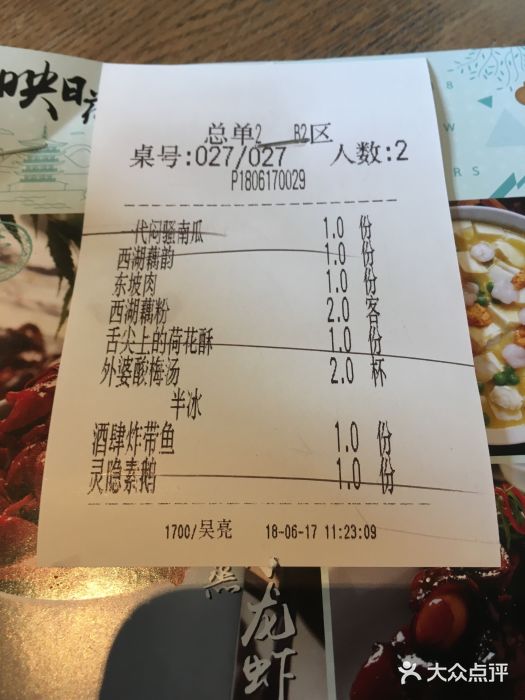 映日
总单2 B2区
桌号:027/027 人数:2
P1806170029
一代闷骚南瓜 1.0 份
西湖藕韵 1.0 份
东坡肉 1.0 份
西湖藕粉 2.0 客
舌尖上的荷花酥 1.0 份
外婆酸梅汤 2.0 杯
半冰
酒肆炸带鱼 1.0 份
灵隐素鹅 1.0 份
1700/吴亮 18-06-17 11:23:09
龙虾
大众点评